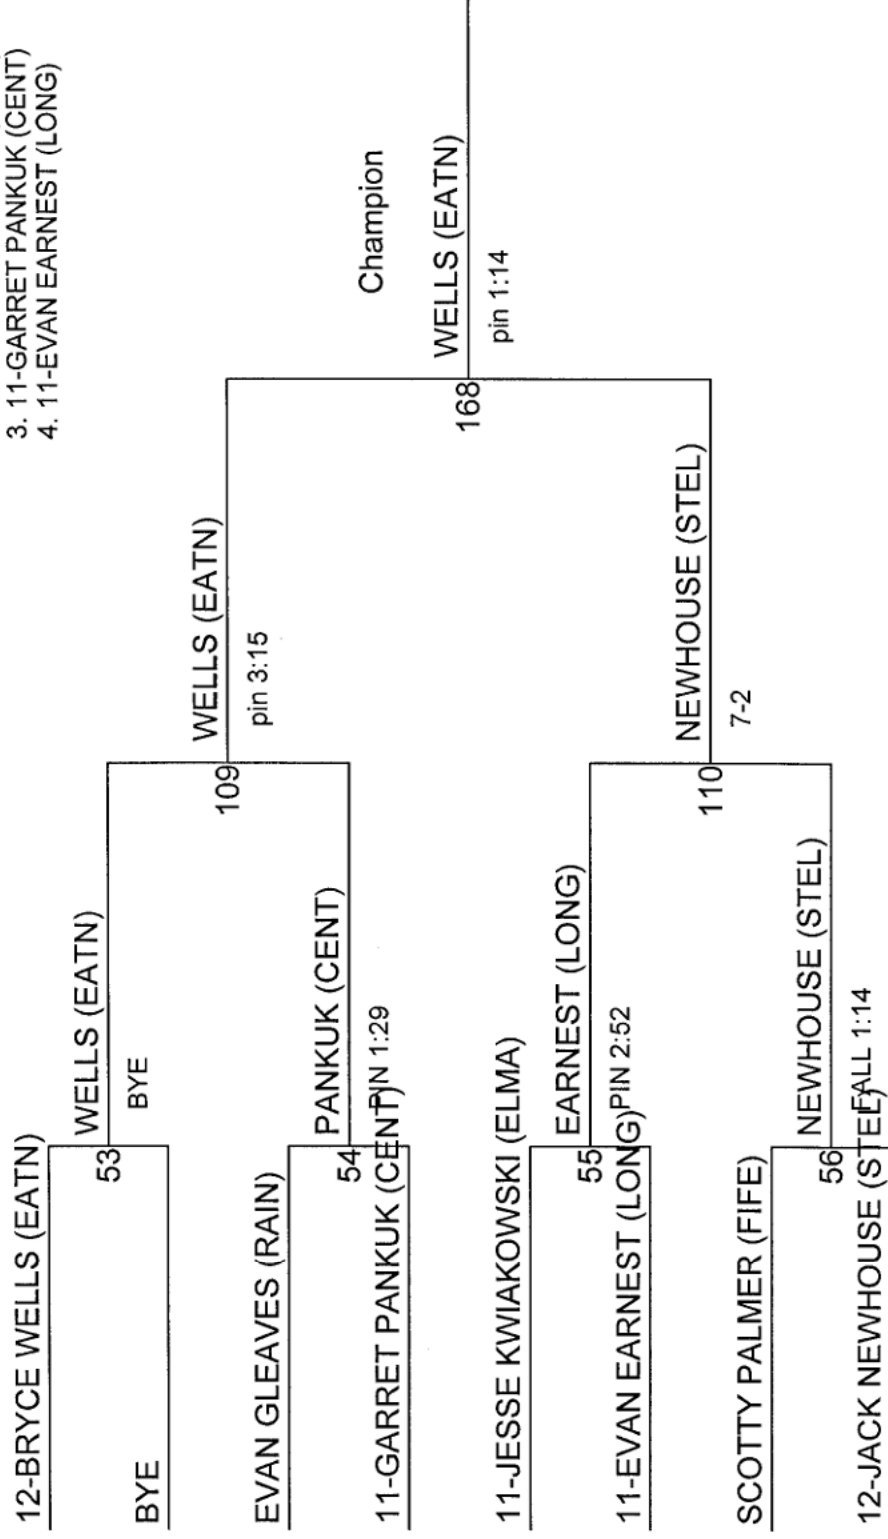 3. 11-GARRET PANKUK (CENT)
4. 11-EVAN EARNEST (LONG)
12-BRYCE WELLS (EATN)
BYE
53
WELLS (EATN)
BYE
EVAN GLEAVES (RAIN)
11-GARRET PANKUK (CENT)
54
PANKUK (CENT)
PIN 1:29
109
WELLS (EATN)
pin 3:15
11-JESSE KWIAKOWSKI (ELMA)
11-EVAN EARNEST (LONG)
55
EARNEST (LONG)
PIN 2:52
SCOTTY PALMER (FIFE)
12-JACK NEWHOUSE (STEL)
56
NEWHOUSE (STEL)
FALL 1:14
110
NEWHOUSE (STEL)
7-2
168
Champion
WELLS (EATN)
pin 1:14